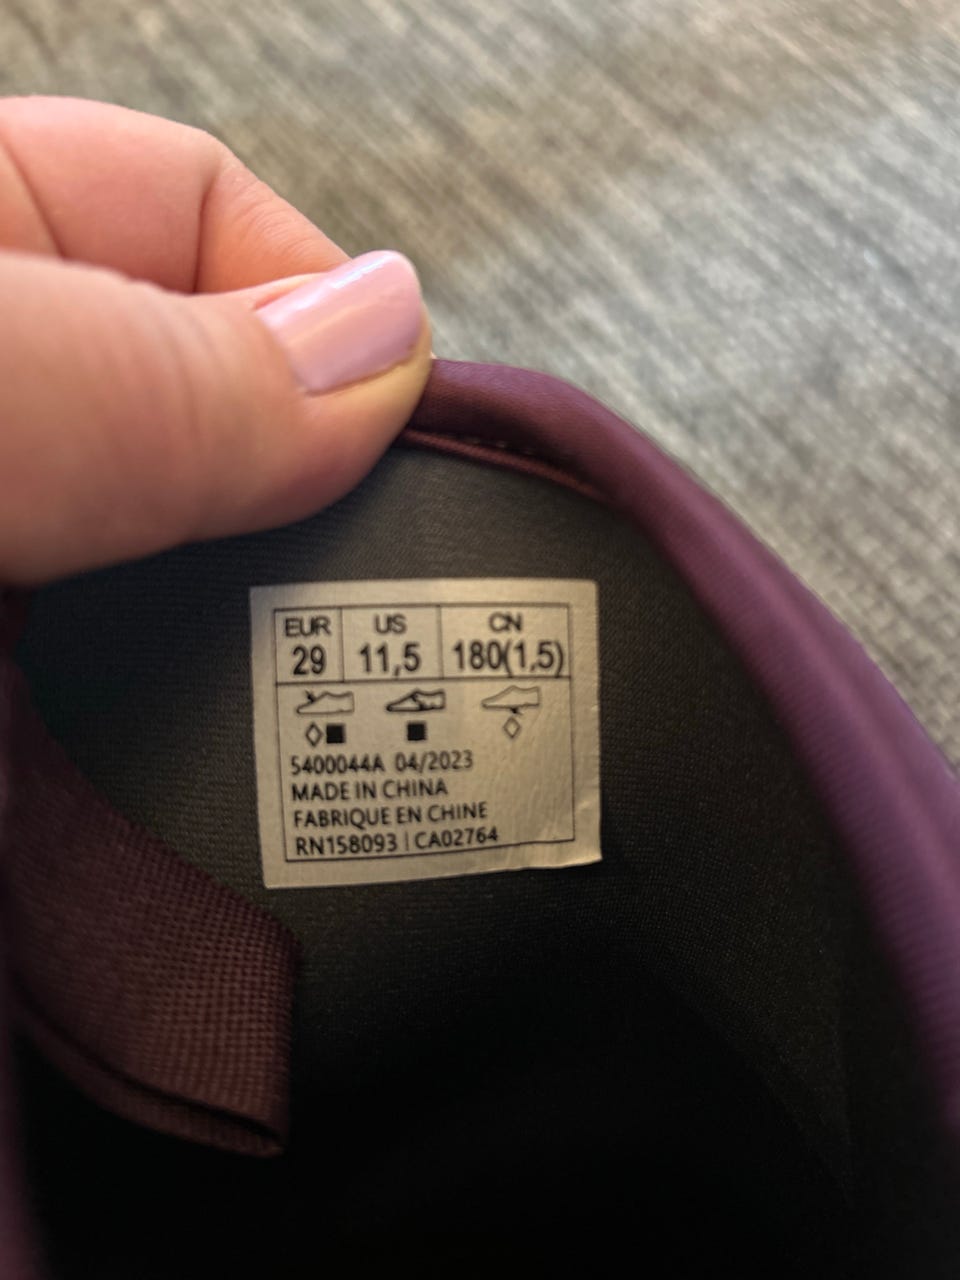 EUR US CN
29 11,5 180(1,5)
5400044A 04/2023
MADE IN CHINA
FABRIQUE EN CHINE
RN158093 | CA02764